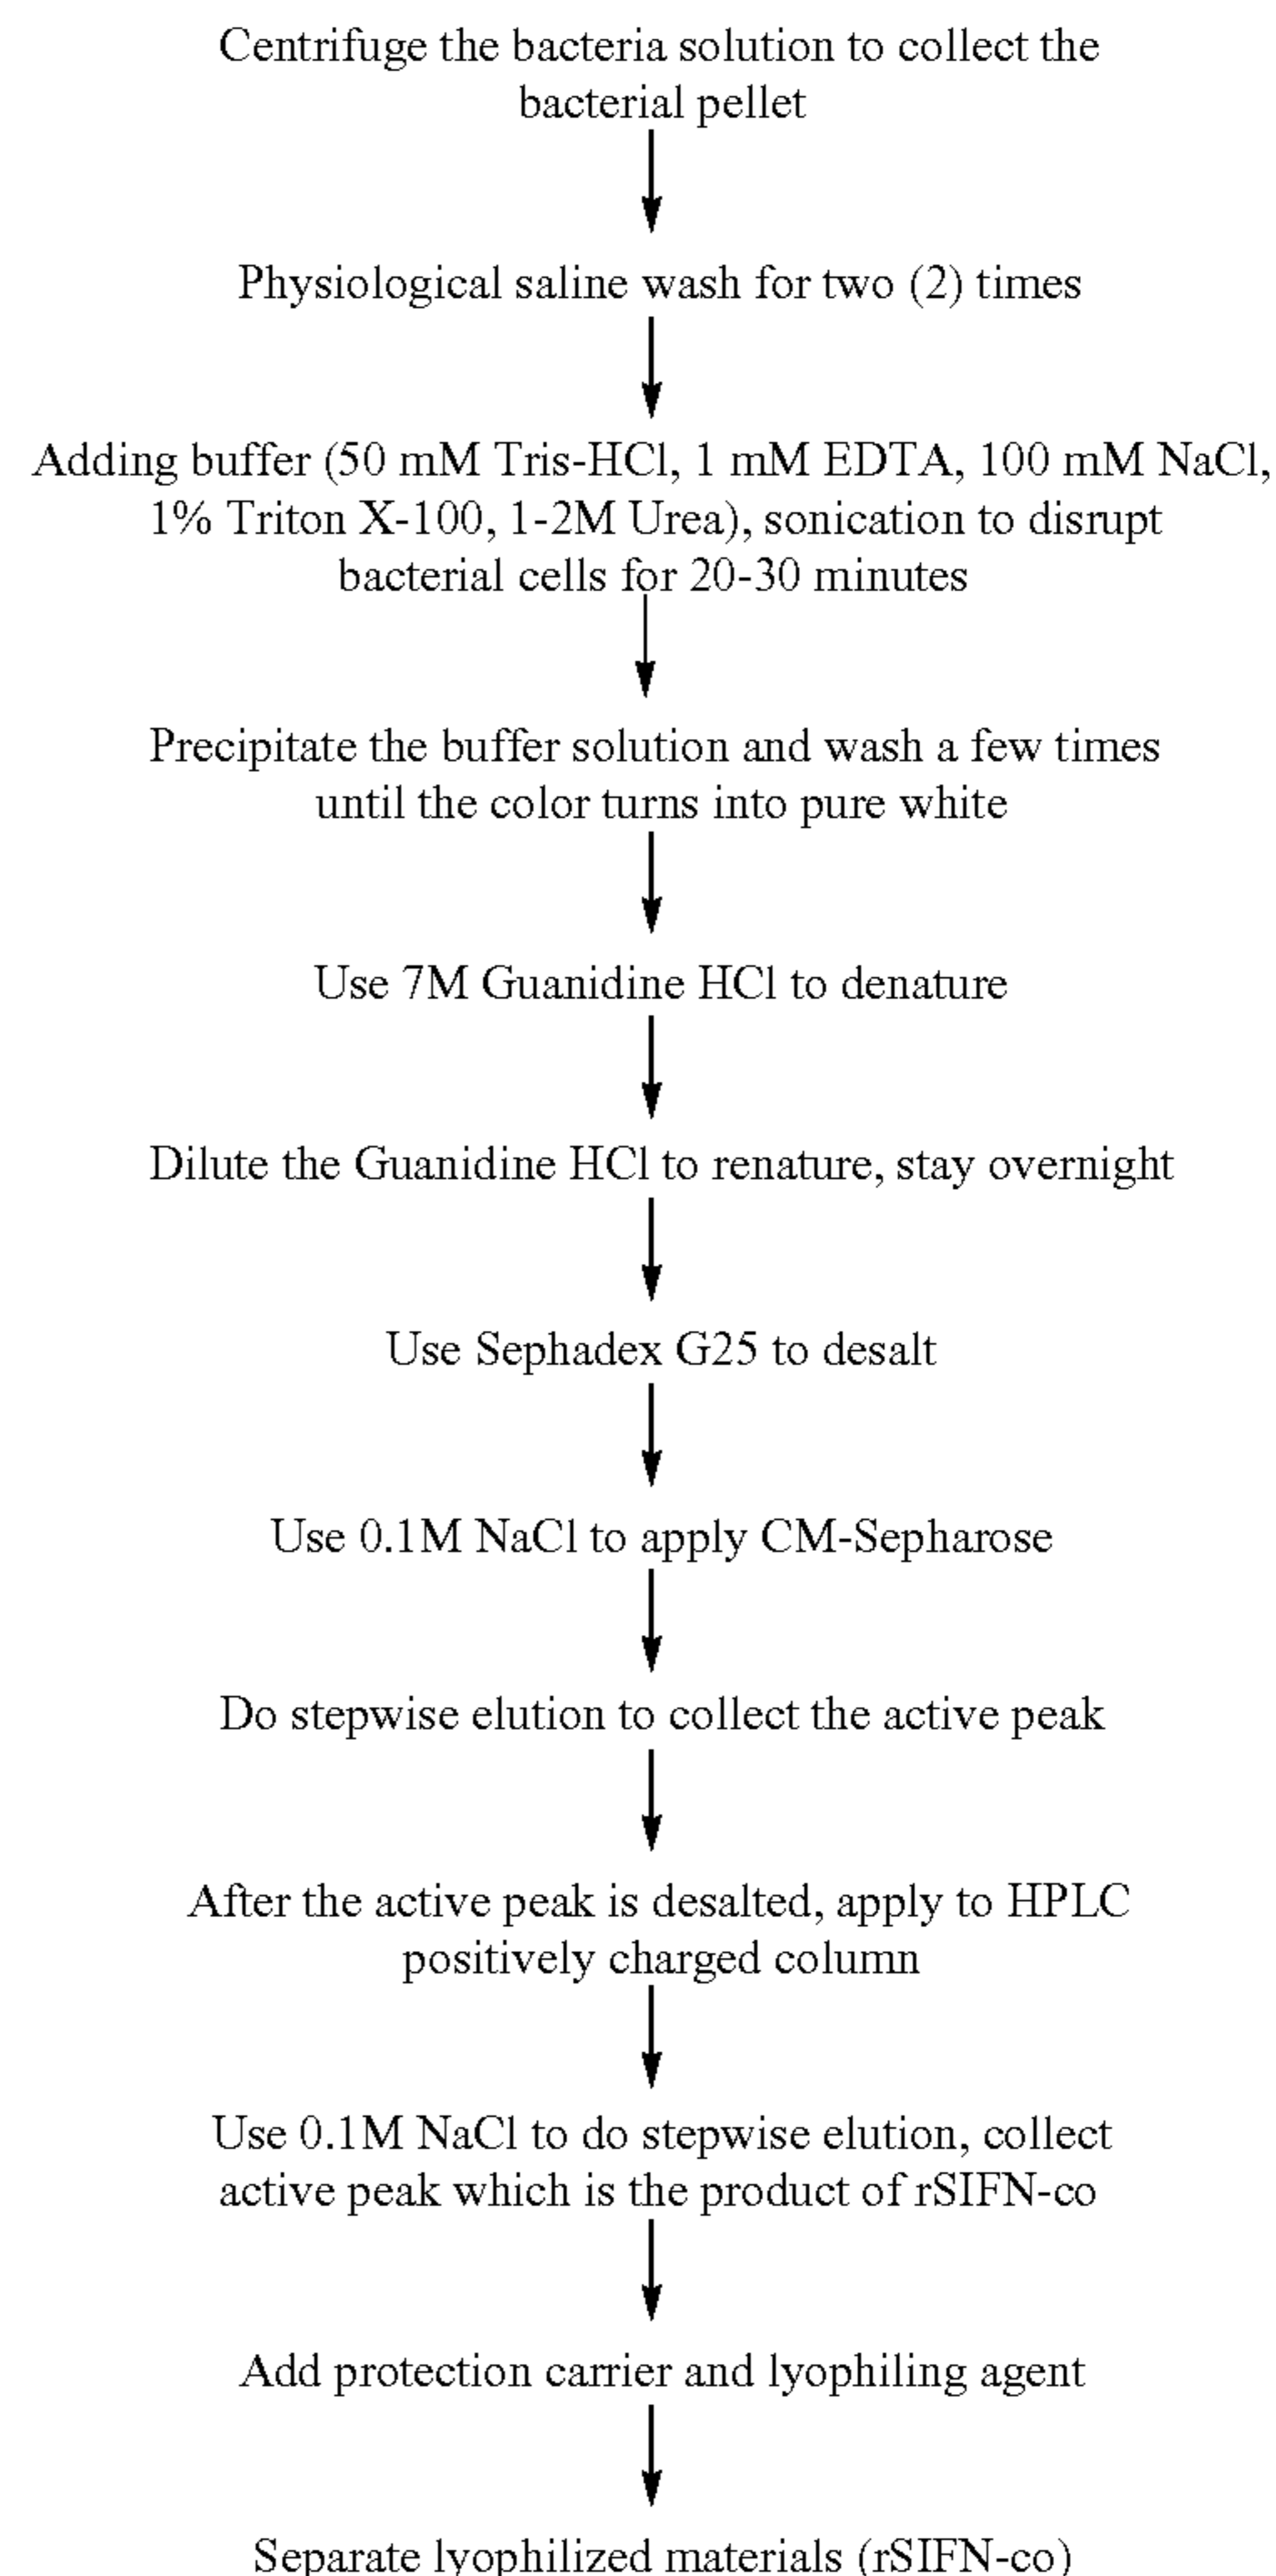 Centrifuge the bacteria solution to collect the
bacterial pellet
Physiological saline wash for two (2) times
Adding buffer (50 mM Tris-HCl, 1 mM EDTA, 100 mM NaCl,
1% Triton X-100, 1-2M Urea), sonication to disrupt
bacterial cells for 20-30 minutes
Precipitate the buffer solution and wash a few times
until the color turns into pure white
Use 7M Guanidine HCl to denature
Dilute the Guanidine HCl to renature, stay overnight
Use Sephadex G25 to desalt
Use 0.1M NaCl to apply CM-Sepharose
Do stepwise elution to collect the active peak
After the active peak is desalted, apply to HPLC
positively charged column
Use 0.1M NaCl to do stepwise elution, collect
active peak which is the product of rSIFN-co
Add protection carrier and lyophiling agent
Separate lyophilized materials (rSIFN-co)